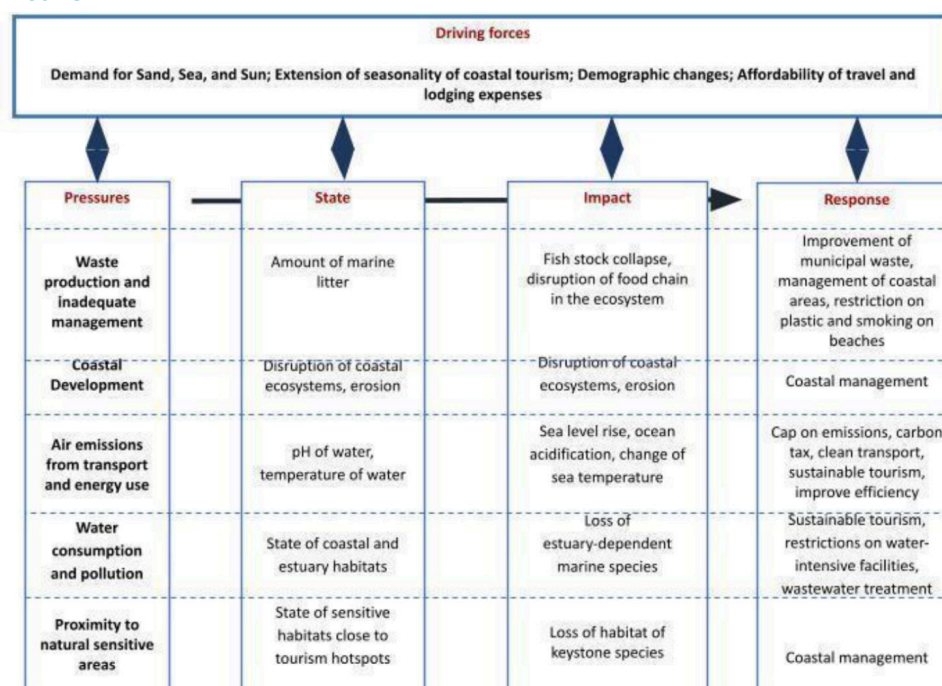 Driving forces
Demand for Sand, Sea, and Sun; Extension of seasonality of coastal tourism; Demographic changes; Affordability of travel and
lodging expenses
Pressures
State
Impact
Response
Waste
production and
inadequate
management
Amount of marine
litter
Fish stock collapse,
disruption of food chain
in the ecosystem
Improvement of
municipal waste,
management of coastal
areas, restriction on
plastic and smoking on
beaches
Coastal
Development
Disruption of coastal
ecosystems, erosion
Disruption of coastal
ecosystems, erosion
Coastal management
Air emissions
from transport
and energy use
pH of water,
temperature of water
Sea level rise, ocean
acidification, change of
sea temperature
Cap on emissions, carbon
tax, clean transport,
sustainable tourism,
improve efficiency
Water
consumption
and pollution
State of coastal and
estuary habitats
Loss of
estuary-dependent
marine species
Sustainable tourism,
restrictions on water-
intensive facilities,
wastewater treatment
Proximity to
natural sensitive
areas
State of sensitive
habitats close to
tourism hotspots
Loss of habitat of
keystone species
Coastal management